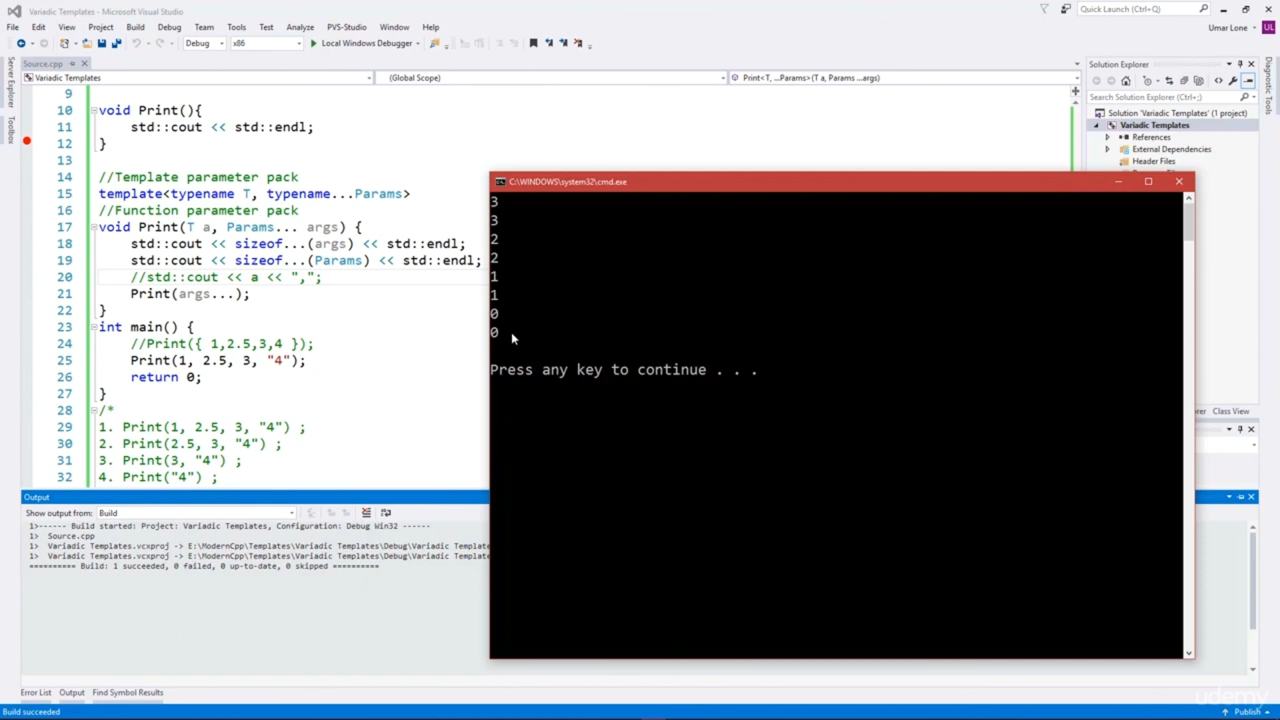 Variadic Templates - Microsoft Visual Studio
Quick Launch (Ctrl+Q)
File Edit View Project Build Debug Team Tools Test Analyze PVS-Studio Window Help
Umar Lone UL
Debug x86 Local Windows Debugger
Server Explorer
Toolbox
Source.cpp
Variadic Templates (Global Scope) Print<T, ...Params>(T a, Params ...args)
9
10 void Print(){
11 std::cout << std::endl;
12 }
13
14 //Template parameter pack
15 template<typename T, typename...Params>
16 //Function parameter pack
17 void Print(T a, Params... args) {
18 std::cout << sizeof...(args) << std::endl;
19 std::cout << sizeof...(Params) << std::endl;
20 //std::cout << a << ",";
21 Print(args...);
22 }
23 int main() {
24 //Print({ 1,2.5,3,4 });
25 Print(1, 2.5, 3, "4");
26 return 0;
27 }
28 /*
29 1. Print(1, 2.5, 3, "4") ;
30 2. Print(2.5, 3, "4") ;
31 3. Print(3, "4") ;
32 4. Print("4") ;
C:\WINDOWS\system32\cmd.exe
3
3
2
2
1
1
0
0
Press any key to continue . . .
Solution Explorer
Search Solution Explorer (Ctrl+;)
Solution 'Variadic Templates' (1 project)
Variadic Templates
References
External Dependencies
Header Files
Class View
Diagnostic Tools
Output
Show output from: Build
1>------ Build started: Project: Variadic Templates, Configuration: Debug Win32 ------
1> Source.cpp
1> Variadic Templates.vcxproj -> E:\ModernCpp\Templates\Variadic Templates\Debug\Variadic Template
1> Variadic Templates.vcxproj -> E:\ModernCpp\Templates\Variadic Templates\Debug\Variadic Template
========== Build: 1 succeeded, 0 failed, 0 up-to-date, 0 skipped ==========
Error List Output Find Symbol Results
Build succeeded
Publish
udemy